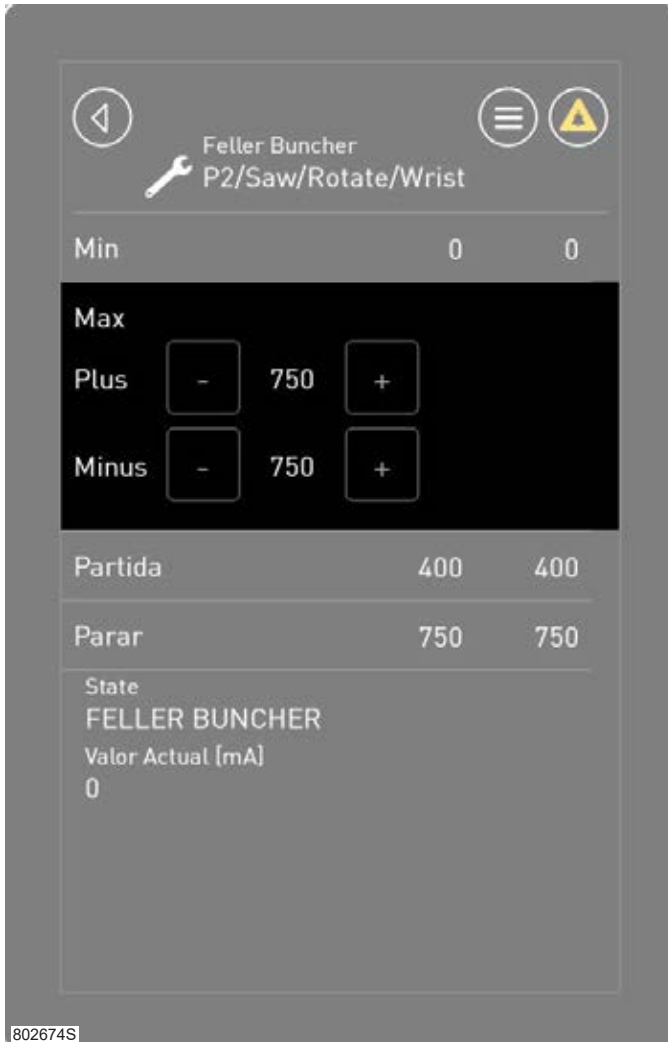 Feller Buncher
P2/Saw/Rotate/Wrist
Min 0 0
Max
Plus - 750 +
Minus - 750 +
Partida 400 400
Parar 750 750
State
FELLER BUNCHER
Valor Actual [mA]
0
802674S